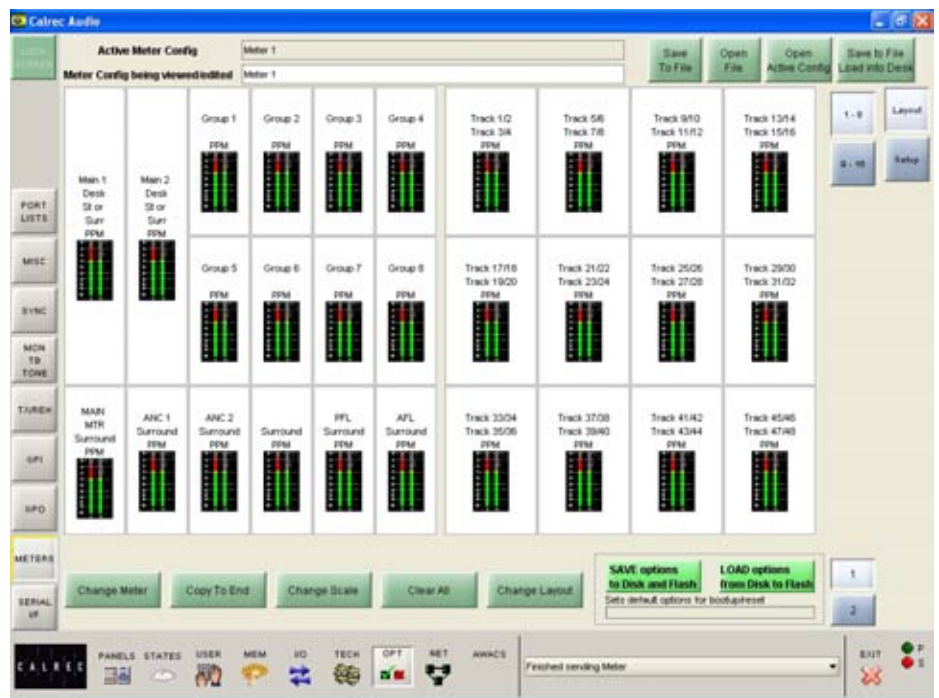 Calrec Audio
Active Meter Config
Meter 1
Meter Config being viewed/edited
Meter 1
Save To File
Open File
Open Active Config
Save to File Load into Desk
1 - 8
Layout
9 - 16
Setup
PORT LISTS
MISC
SYNC
MON TB TONE
GPI
GPO
METERS
SERIAL I/F
Main 1 Desk St or Surr PPM
Main 2 Desk St or Surr PPM
Group 1 PPM
Group 2 PPM
Group 3 PPM
Group 4 PPM
Track 1/2 Track 3/4 PPM
Track 5/6 Track 7/8 PPM
Track 9/10 Track 11/12 PPM
Track 13/14 Track 15/16 PPM
Group 5 PPM
Group 6 PPM
Group 7 PPM
Group 8 PPM
Track 17/18 Track 19/20 PPM
Track 21/22 Track 23/24 PPM
Track 25/26 Track 27/28 PPM
Track 29/30 Track 31/32 PPM
MAIN MTR Surround PPM
ANC 1 Surround PPM
ANC 2 Surround PPM
Surround PPM
PFL Surround PPM
AFL Surround PPM
Track 33/34 Track 35/36 PPM
Track 37/38 Track 39/40 PPM
Track 41/42 Track 43/44 PPM
Track 45/46 Track 47/48 PPM
Change Meter
Copy To End
Change Scale
Clear All
Change Layout
SAVE options to Disk and Flash
LOAD options from Disk to Flash
Sets default options for bootup/reset
1
2
CALREC
PANELS
STATES
USER
MEM
I/O
TECH
OPT
NET
AWACS
Finished sending Meter
EXIT
P
S